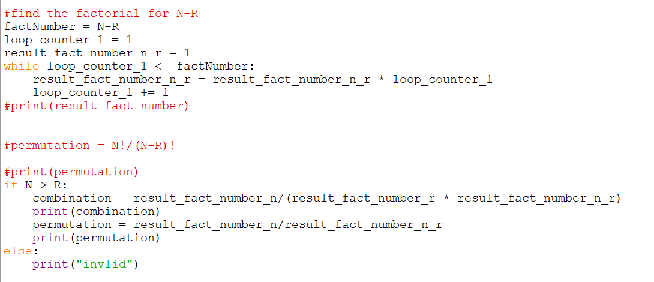 #find the factorial for N-R
factNumber = N-R
loop_counter_1 = 1
result_fact_number_n_r = 1
while loop_counter_1 <= factNumber:
    result_fact_number_n_r = result_fact_number_n_r * loop_counter_1
    loop_counter_1 += 1
#print(result_fact_number)
#permutation = N!/(N-R)!
#print(permutation)
if N > R:
    combination = result_fact_number_n/(result_fact_number_r * result_fact_number_n_r)
    print(combination)
    permutation = result_fact_number_n/result_fact_number_n_r
    print(permutation)
else:
    print("invlid")